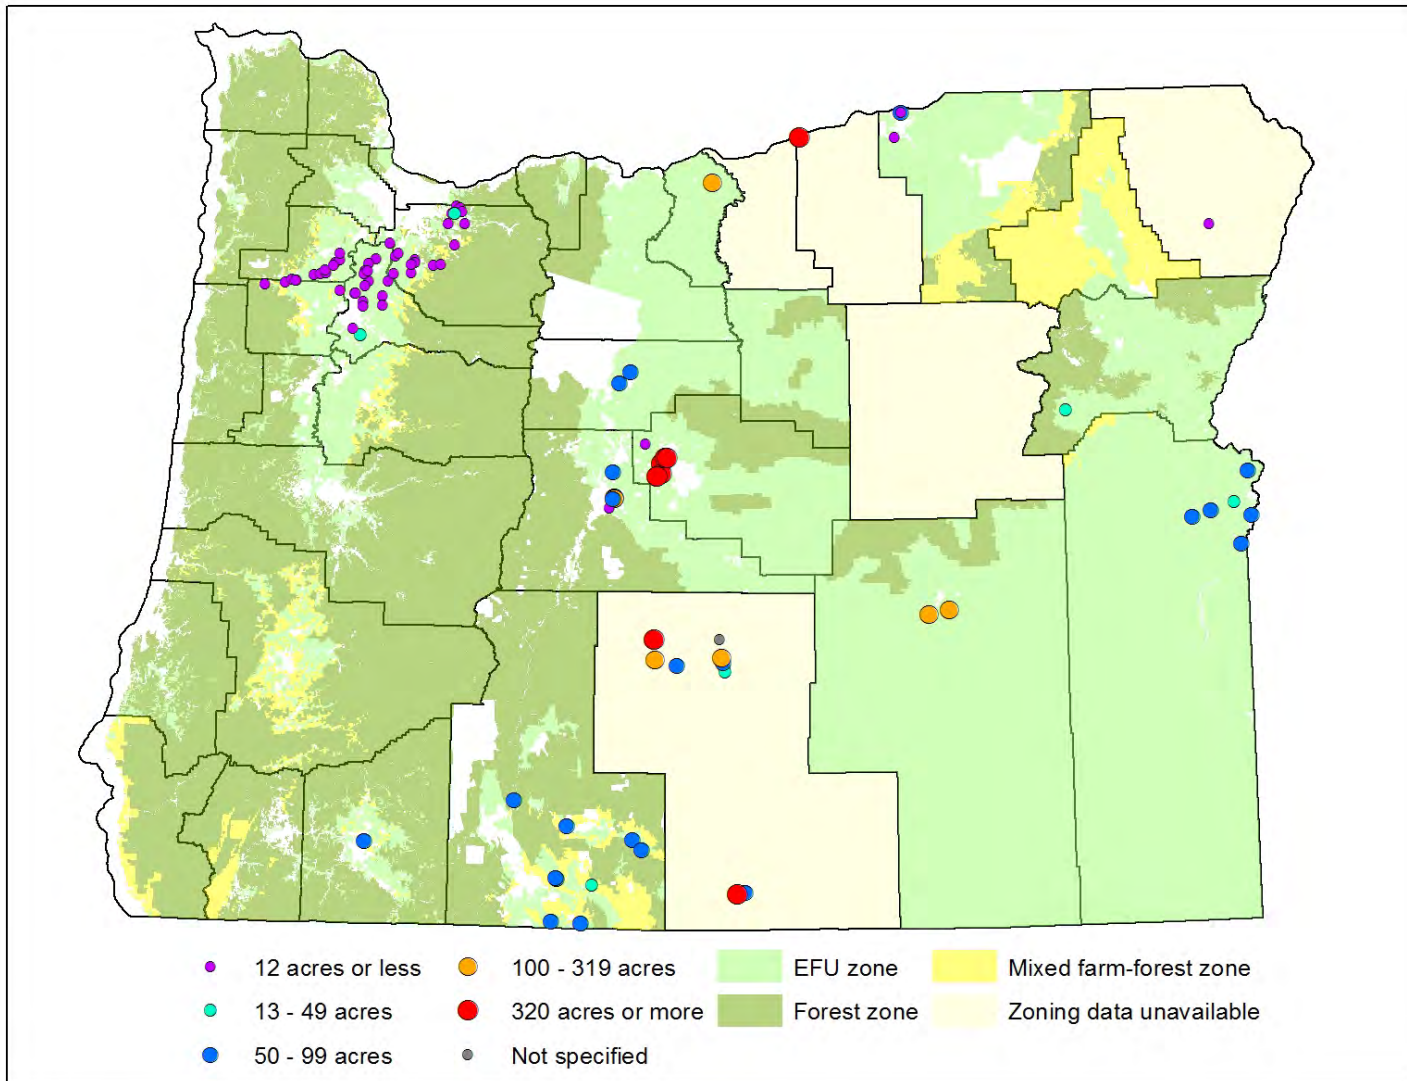 12 acres or less
100 - 319 acres
EFU zone
Mixed farm-forest zone
13 - 49 acres
320 acres or more
Forest zone
Zoning data unavailable
50 - 99 acres
Not specified